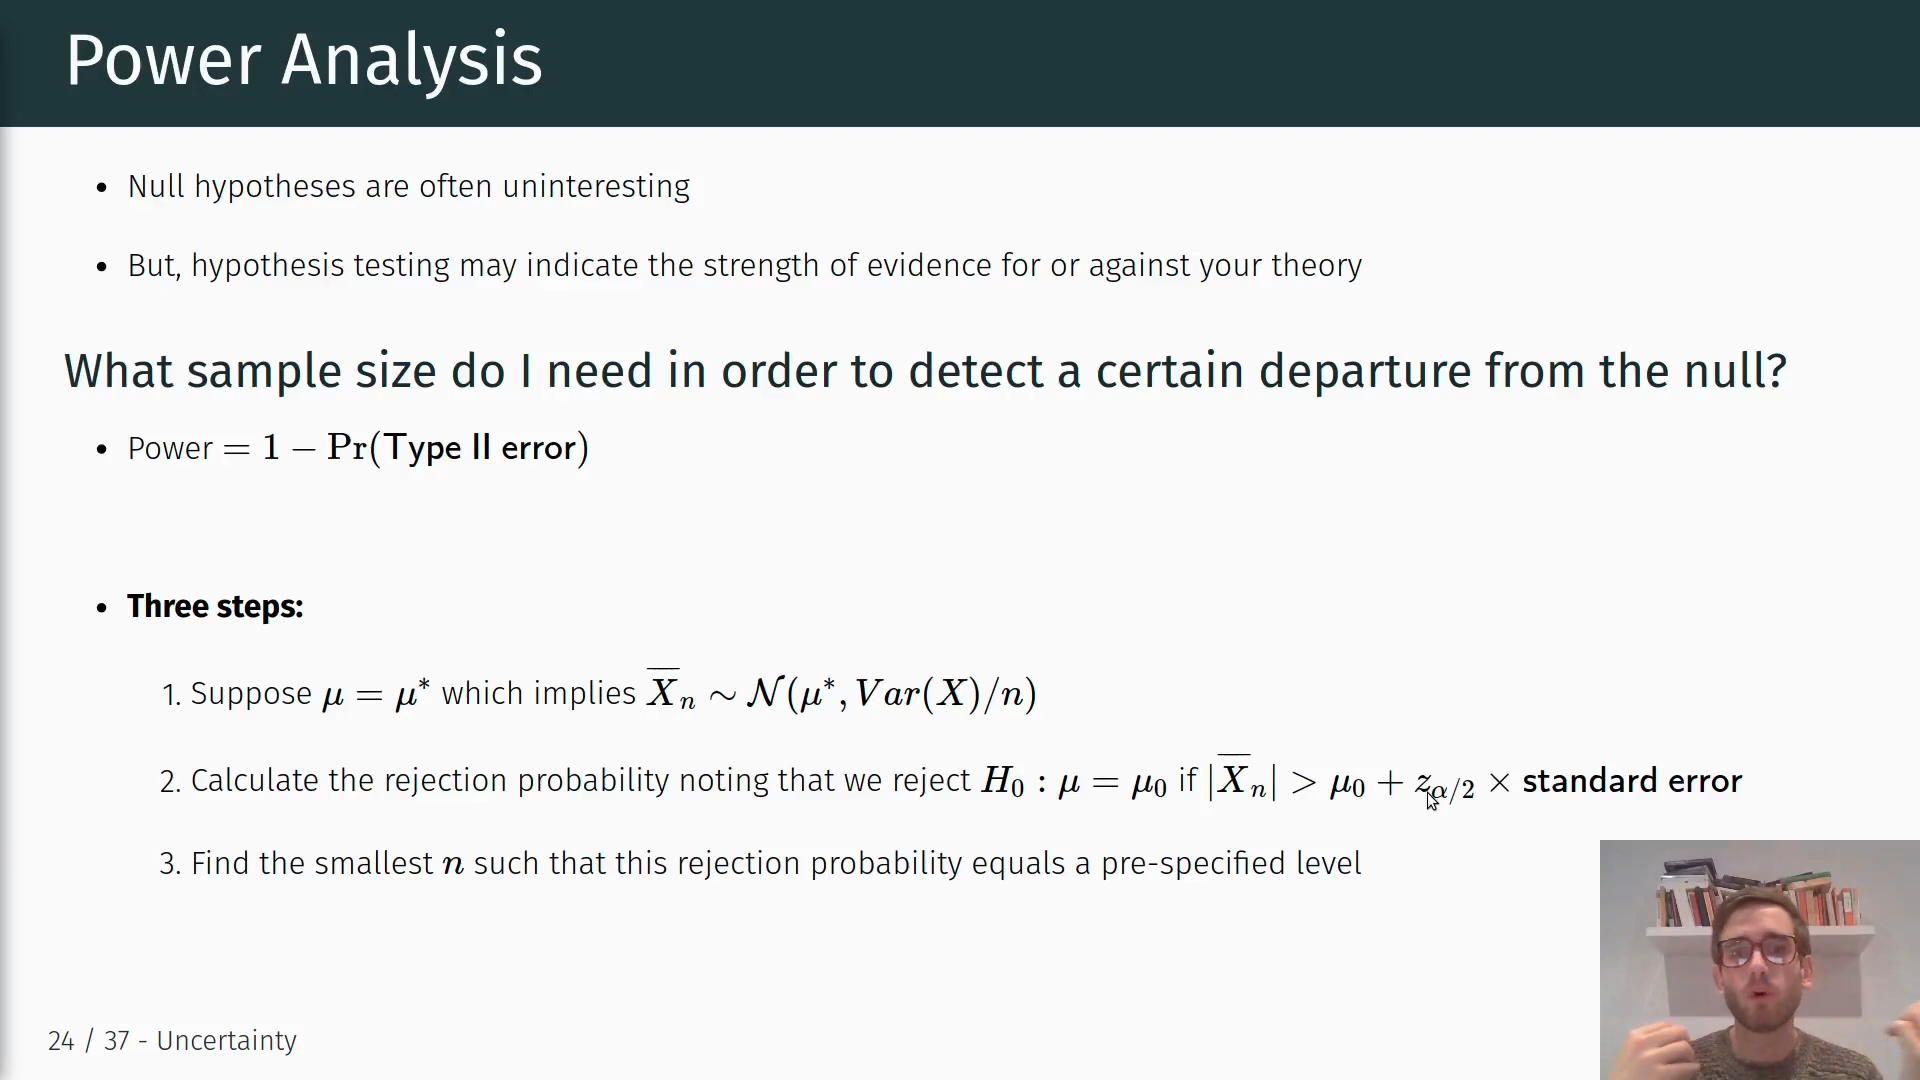 Power Analysis
• Null hypotheses are often uninteresting
• But, hypothesis testing may indicate the strength of evidence for or against your theory
What sample size do I need in order to detect a certain departure from the null?
• Power = 1 − Pr(Type II error)
• Three steps:
1. Suppose μ = μ* which implies X̅ₙ ∼ 𝒩(μ*, Var(X)/n)
2. Calculate the rejection probability noting that we reject H₀ : μ = μ₀ if |X̅ₙ| > μ₀ + z_{α/2} × standard error
3. Find the smallest n such that this rejection probability equals a pre-specified level
24 / 37 - Uncertainty